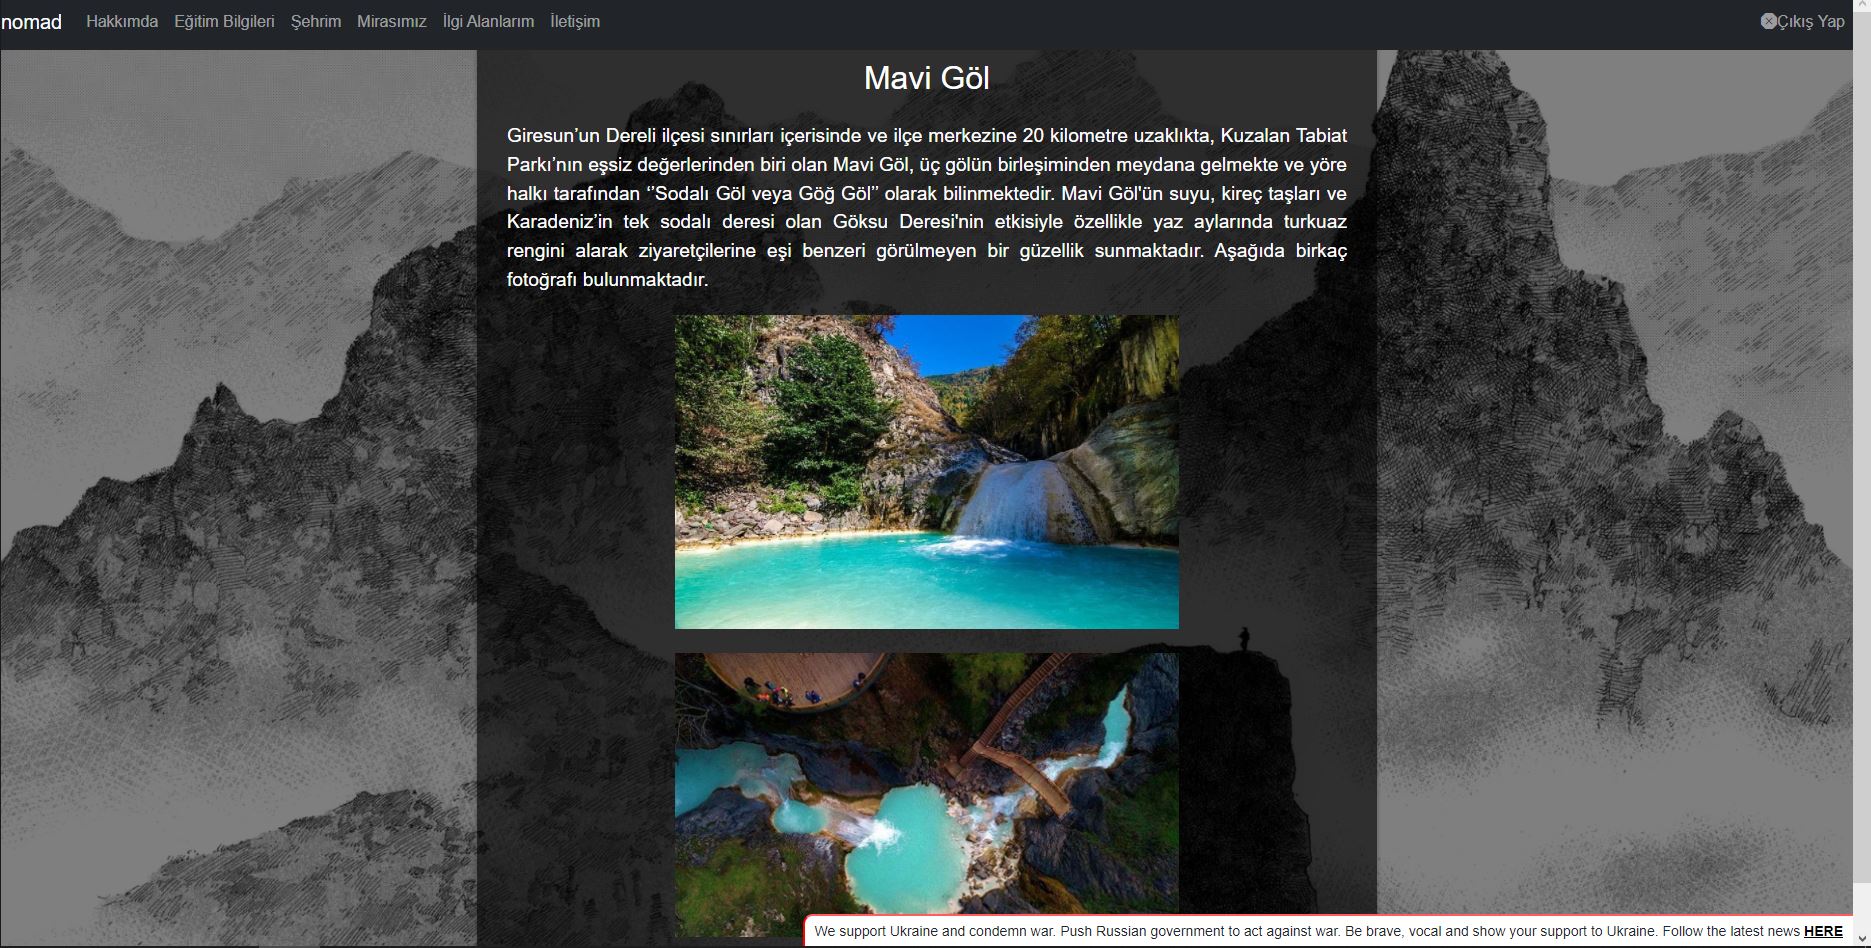 nomad Hakkımda Eğitim Bilgileri Şehrim Mirasımız İlgi Alanlarım İletişim Çıkış Yap
Mavi Göl
Giresun’un Dereli ilçesi sınırları içerisinde ve ilçe merkezine 20 kilometre uzaklıkta, Kuzalan Tabiat
Parkı’nın eşsiz değerlerinden biri olan Mavi Göl, üç gölün birleşiminden meydana gelmekte ve yöre
halkı tarafından ‘’Sodalı Göl veya Göğ Göl’’ olarak bilinmektedir. Mavi Göl'ün suyu, kireç taşları ve
Karadeniz’in tek sodalı deresi olan Göksu Deresi'nin etkisiyle özellikle yaz aylarında turkuaz
rengini alarak ziyaretçilerine eşi benzeri görülmeyen bir güzellik sunmaktadır. Aşağıda birkaç
fotoğrafı bulunmaktadır.
We support Ukraine and condemn war. Push Russian government to act against war. Be brave, vocal and show your support to Ukraine. Follow the latest news HERE